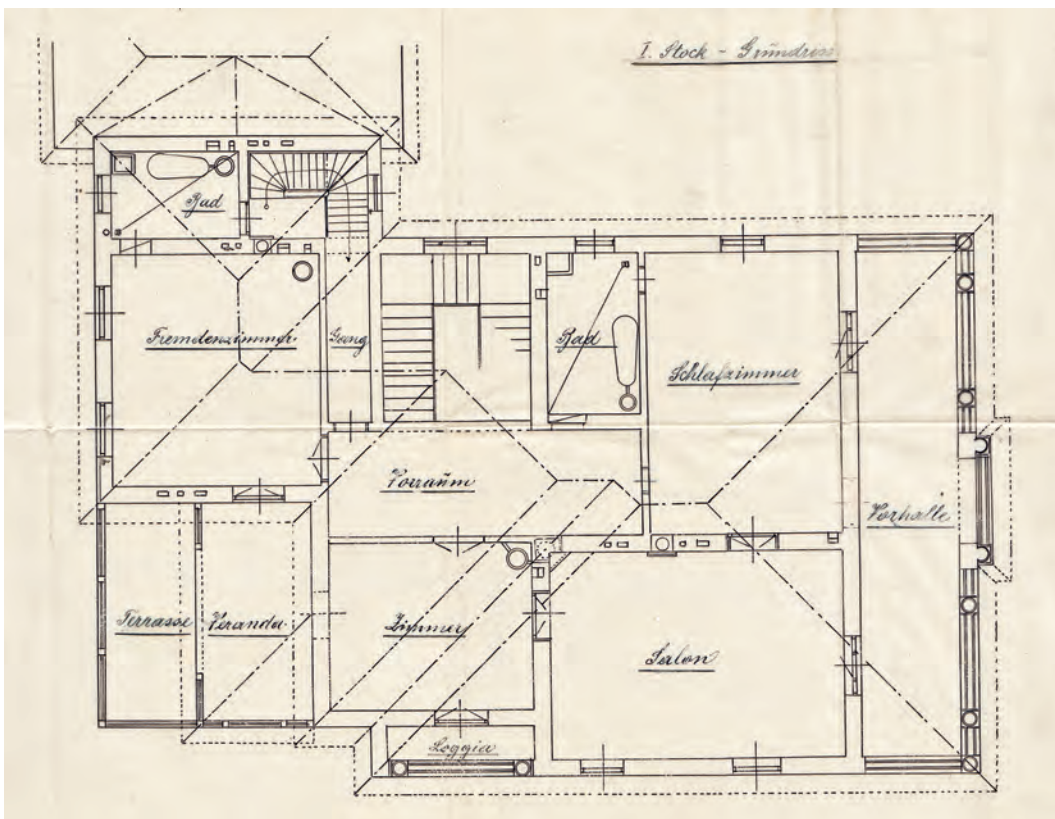 I. Stock - Grundriss
Bad
Fremdenzimmer
Gang
Bad
Schlafzimmer
Vorraum
Vorhalle
Terrasse
Veranda
Zimmer
Salon
Loggia